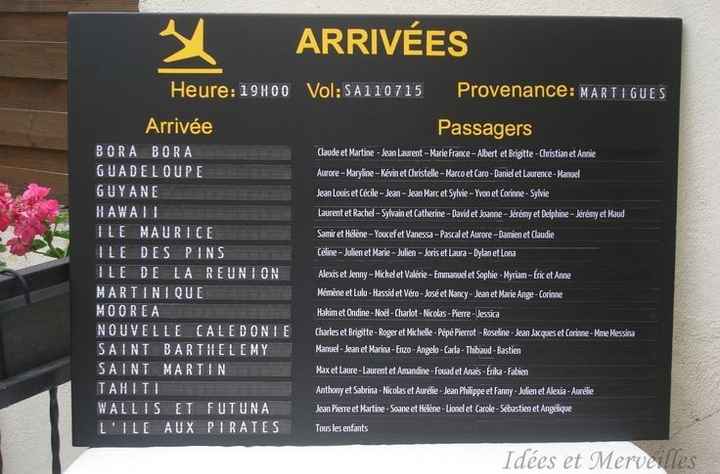 ARRIVÉES
Heure: 19H00 Vol: SA110715 Provenance: MARTIGUES
Arrivée Passagers
BORA BORA Claude et Martine - Jean Laurent – Marie France – Albert et Brigitte - Christian et Annie
GUADELOUPE Aurore – Maryline – Kévin et Christelle – Marco et Caro - Daniel et Laurence - Manuel
GUYANE Jean Louis et Cécile – Jean – Jean Marc et Sylvie – Yvon et Corinne - Sylvie
HAWAII Laurent et Rachel – Sylvain et Catherine – David et Joanne – Jérémy et Delphine – Jérémy et Maud
ILE MAURICE Samir et Hélène – Youcef et Vanessa – Pascal et Aurore – Damien et Claudie
ILE DES PINS Céline – Julien et Marie – Julien – Joris et Laura – Dylan et Lona
ILE DE LA REUNION Alexis et Jenny – Mickel et Valérie – Emmanuel et Sophie - Myriam – Éric et Anne
MARTINIQUE Mémène et Lulu - Hassid et Véro - José et Nancy - Jean et Marie Ange - Corinne
MOOREA Hakim et Ondine - Noël - Charlot - Nicolas - Pierre - Jessica
NOUVELLE CALEDONIE Charles et Brigitte - Roger et Michelle - Pépé Pierrot - Roseline - Jean Jacques et Corinne - Mme Messina
SAINT BARTHELEMY Manuel - Jean et Marina - Enzo - Angelo - Carla - Thibaud - Bastien
SAINT MARTIN Max et Laure - Laurent et Amandine - Fouad et Anaïs - Érika - Fabien
TAHITI Anthony et Sabrina - Nicolas et Aurélie - Jean Philippe et Fanny - Julien et Alexia - Aurélie
WALLIS ET FUTUNA Jean Pierre et Martine - Soane et Hélène - Lionel et Carole - Sébastien et Angélique
L'ILE AUX PIRATES Tous les enfants
Idées et Merveilles